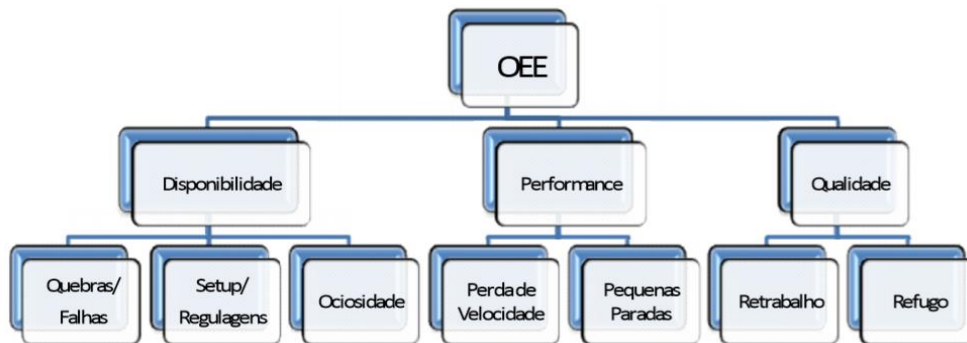 OEE
Disponibilidade
Performance
Qualidade
Quebras/
Falhas
Setup/
Regulagens
Ociosidade
Perda de
Velocidade
Pequenas
Paradas
Retrabalho
Refugo